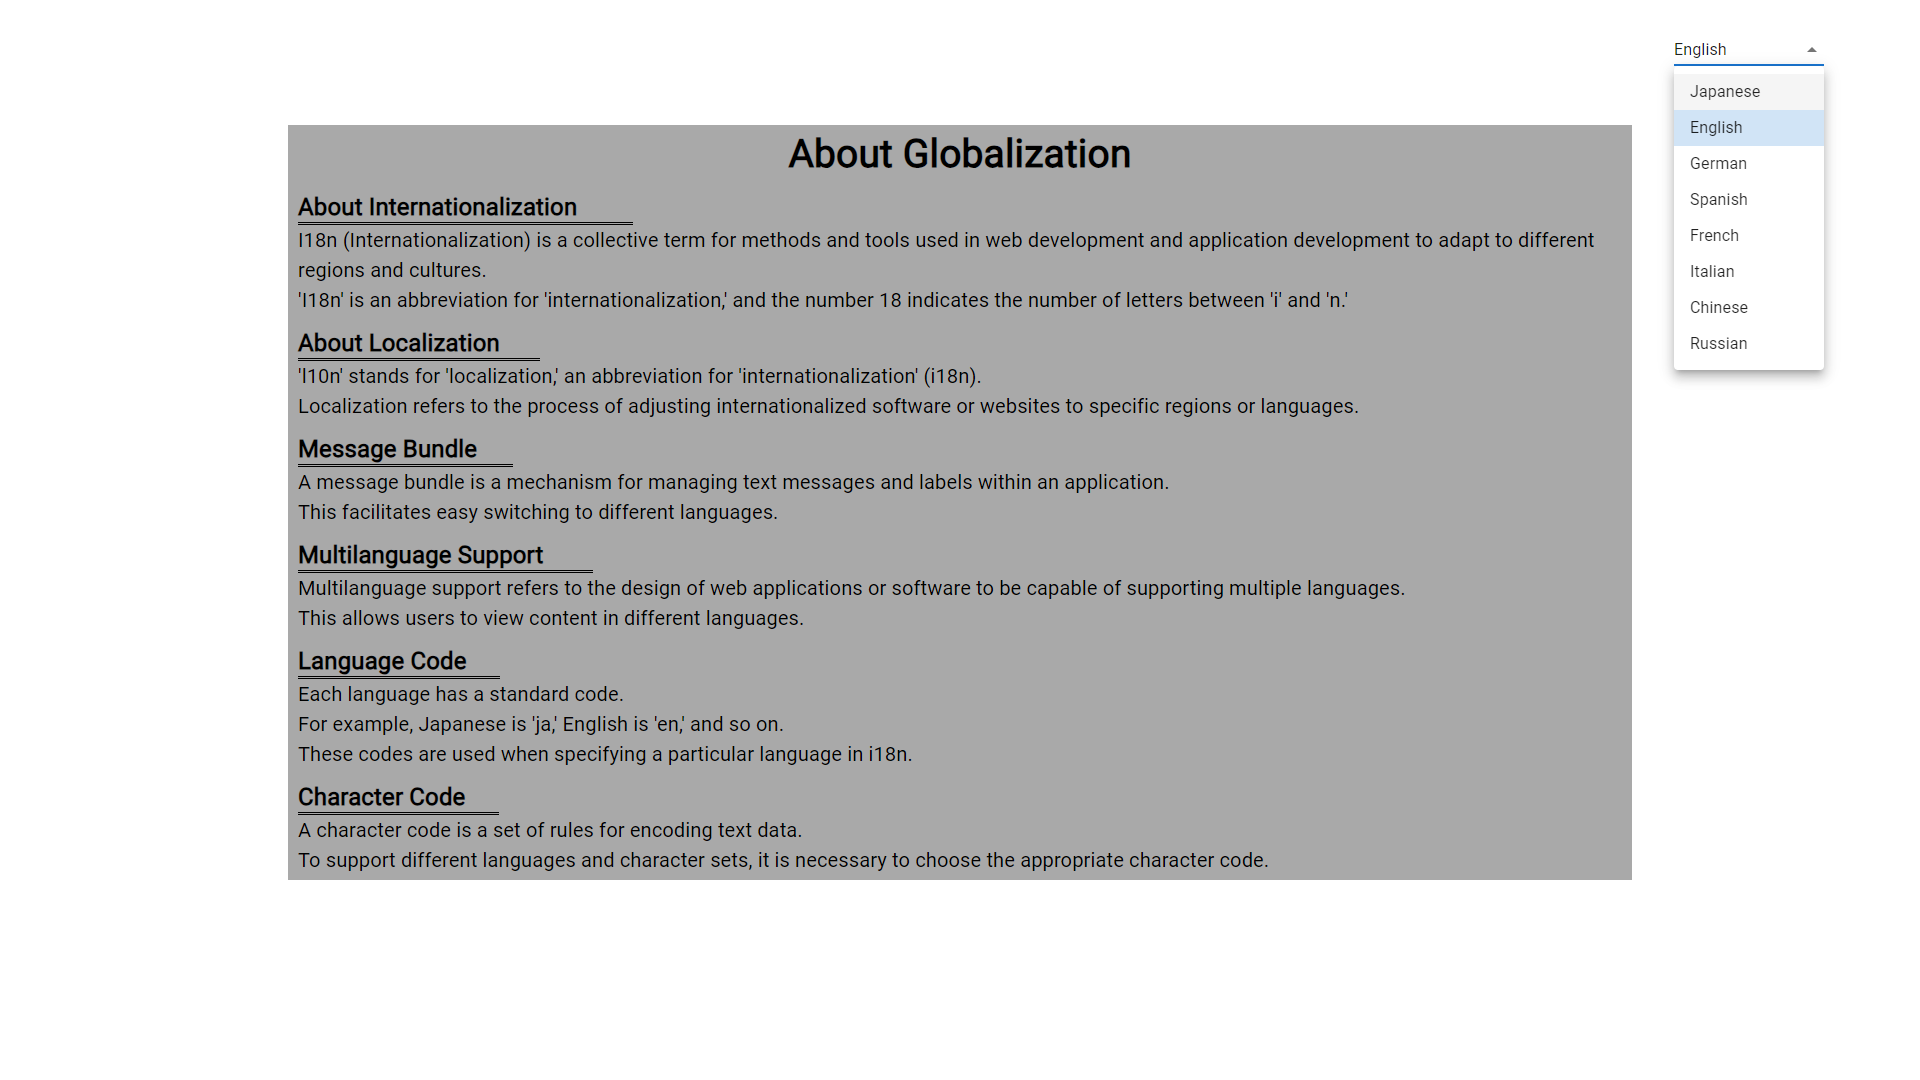 English
Japanese
English
German
Spanish
French
Italian
Chinese
Russian
About Globalization
About Internationalization
I18n (Internationalization) is a collective term for methods and tools used in web development and application development to adapt to different
regions and cultures.
'I18n' is an abbreviation for 'internationalization,' and the number 18 indicates the number of letters between 'i' and 'n.'
About Localization
'l10n' stands for 'localization,' an abbreviation for 'internationalization' (i18n).
Localization refers to the process of adjusting internationalized software or websites to specific regions or languages.
Message Bundle
A message bundle is a mechanism for managing text messages and labels within an application.
This facilitates easy switching to different languages.
Multilanguage Support
Multilanguage support refers to the design of web applications or software to be capable of supporting multiple languages.
This allows users to view content in different languages.
Language Code
Each language has a standard code.
For example, Japanese is 'ja,' English is 'en,' and so on.
These codes are used when specifying a particular language in i18n.
Character Code
A character code is a set of rules for encoding text data.
To support different languages and character sets, it is necessary to choose the appropriate character code.